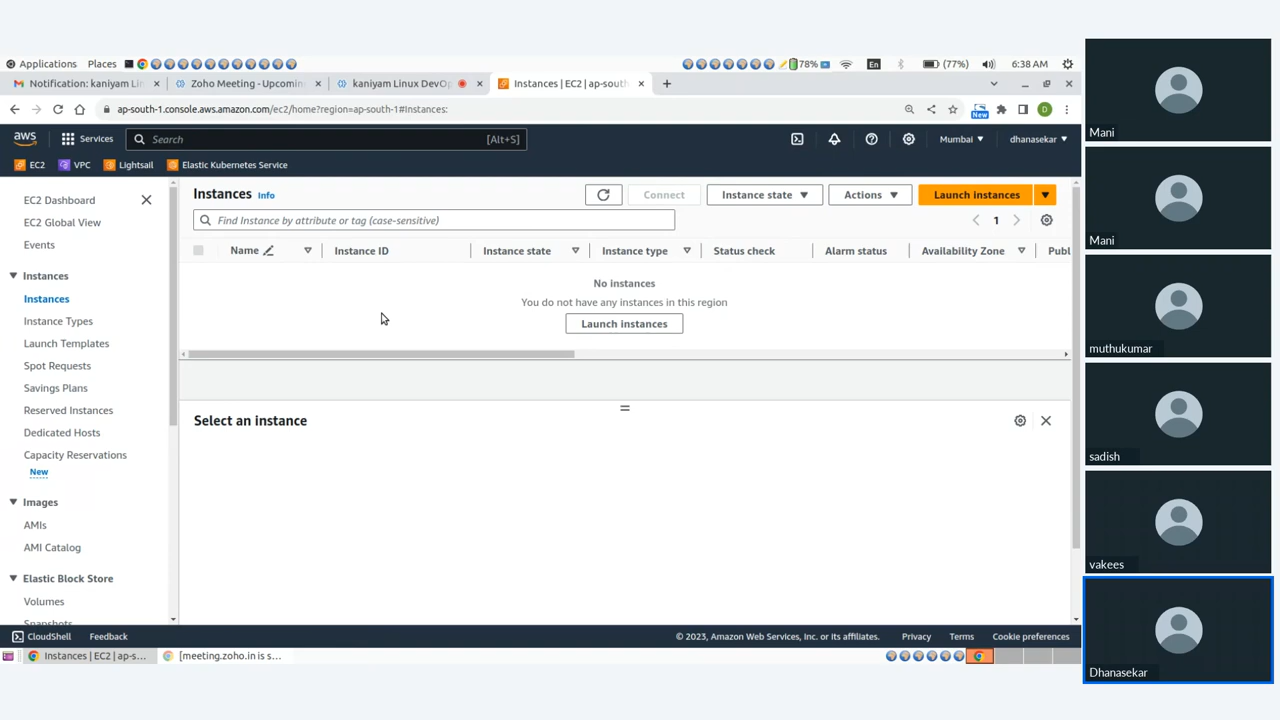 Applications Places 78% En (77%) 6:38 AM
Notification: kaniyam Lin Zoho Meeting - Upcomin kaniyam Linux DevO Instances | EC2 | ap-sout
ap-south-1.console.aws.amazon.com/ec2/home?region=ap-south-1#Instances: New D
aws Services Search [Alt+S] Mumbai dhanasekar
EC2 VPC Lightsail Elastic Kubernetes Service
EC2 Dashboard
EC2 Global View
Events
Instances
Instances
Instance Types
Launch Templates
Spot Requests
Savings Plans
Reserved Instances
Dedicated Hosts
Capacity Reservations
New
Images
AMIs
AMI Catalog
Elastic Block Store
Volumes
Snapshots
Instances Info Connect Instance state Actions Launch instances
Find Instance by attribute or tag (case-sensitive) 1
Name Instance ID Instance state Instance type Status check Alarm status Availability Zone Publ
No instances
You do not have any instances in this region
Launch instances
Select an instance
CloudShell Feedback © 2023, Amazon Web Services, Inc. or its affiliates. Privacy Terms Cookie preferences
Instances | EC2 | ap-s... [meeting.zoho.in is s...
Mani
Mani
muthukumar
sadish
vakees
Dhanasekar